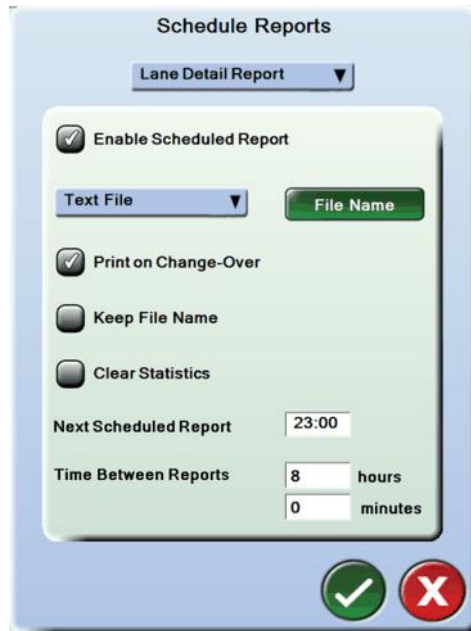 Schedule Reports
Lane Detail Report
Enable Scheduled Report
Text File
File Name
Print on Change-Over
Keep File Name
Clear Statistics
Next Scheduled Report 23:00
Time Between Reports 8 hours
0 minutes